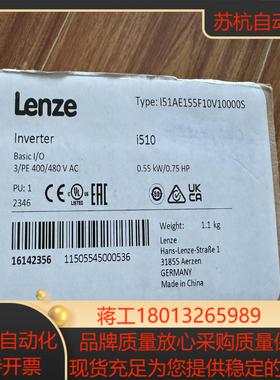 苏杭自动
Lenze
Type: I51AE155F10V10000S
Inverter
i510
Basic I/O
3/PE 400/480 V AC
0.55 kW/0.75 HP
PU: 1
2346
Weight:
1.1 kg
Lenze
Hans-Lenze-Straße 1
31855 Aerzen
GERMANY
Made in China
16142356
11505545000536
蒋工18013265989
自动化
品牌质量放心采购质量保
开票
现货充足为您提供稳定的